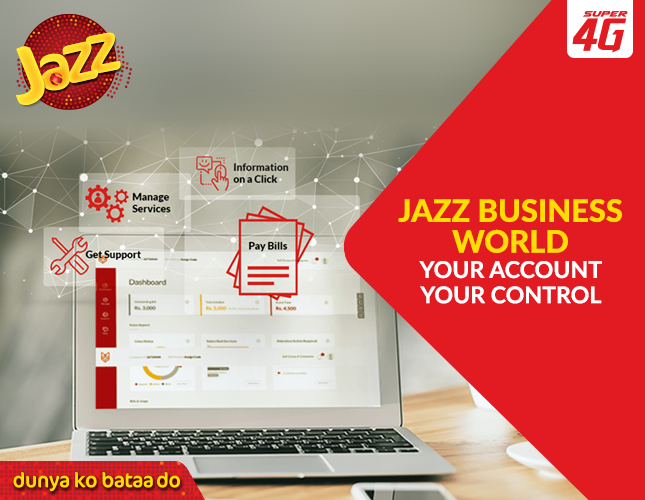 Jazz
SUPER
4G
Information
on a Click
Manage
Services
Get Support
Pay Bills
JAZZ BUSINESS
WORLD
YOUR ACCOUNT
YOUR CONTROL
Dashboard
Rs. 3,000
Rs. 5,000
Rs. 4,500
dunya ko bataa do